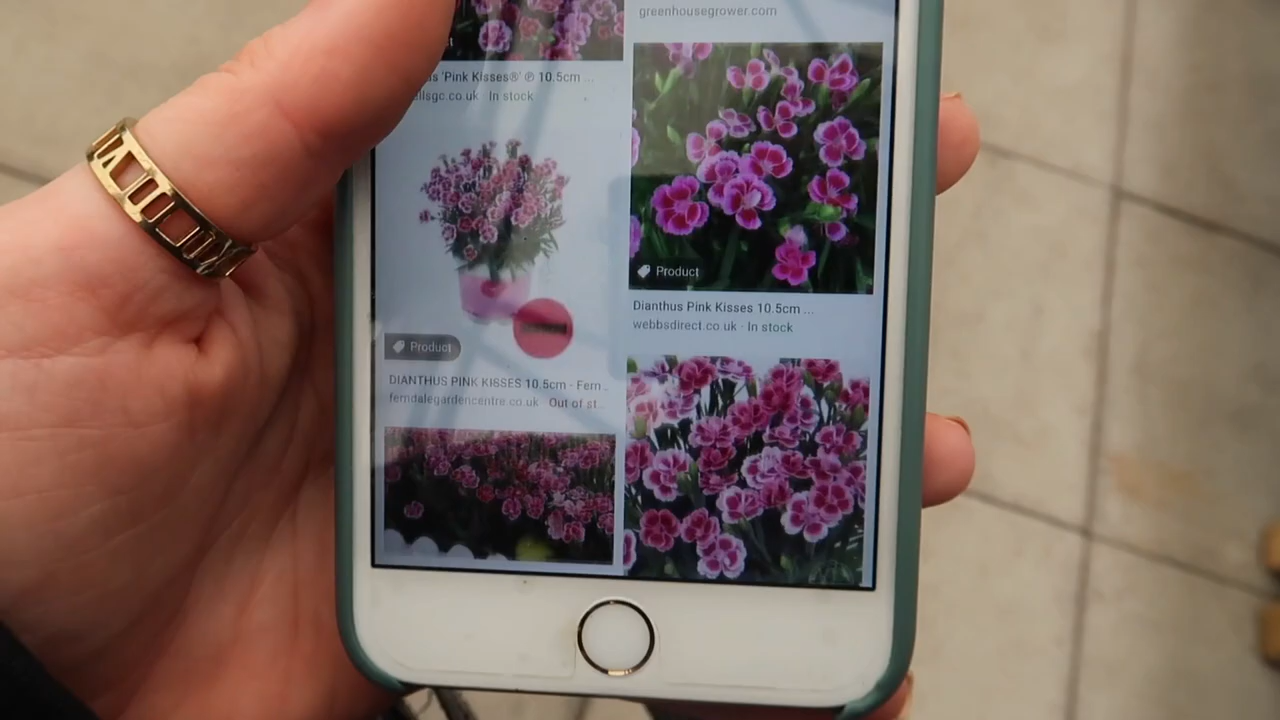 'Pink Kisses®' ℗ 10.5cm ...
· In stock
Product
DIANTHUS PINK KISSES 10.5cm - Fern..
ferndalegardencentre.co.uk · Out of st...
greenhousegrower.com
Product
Dianthus Pink Kisses 10.5cm ...
webbsdirect.co.uk · In stock